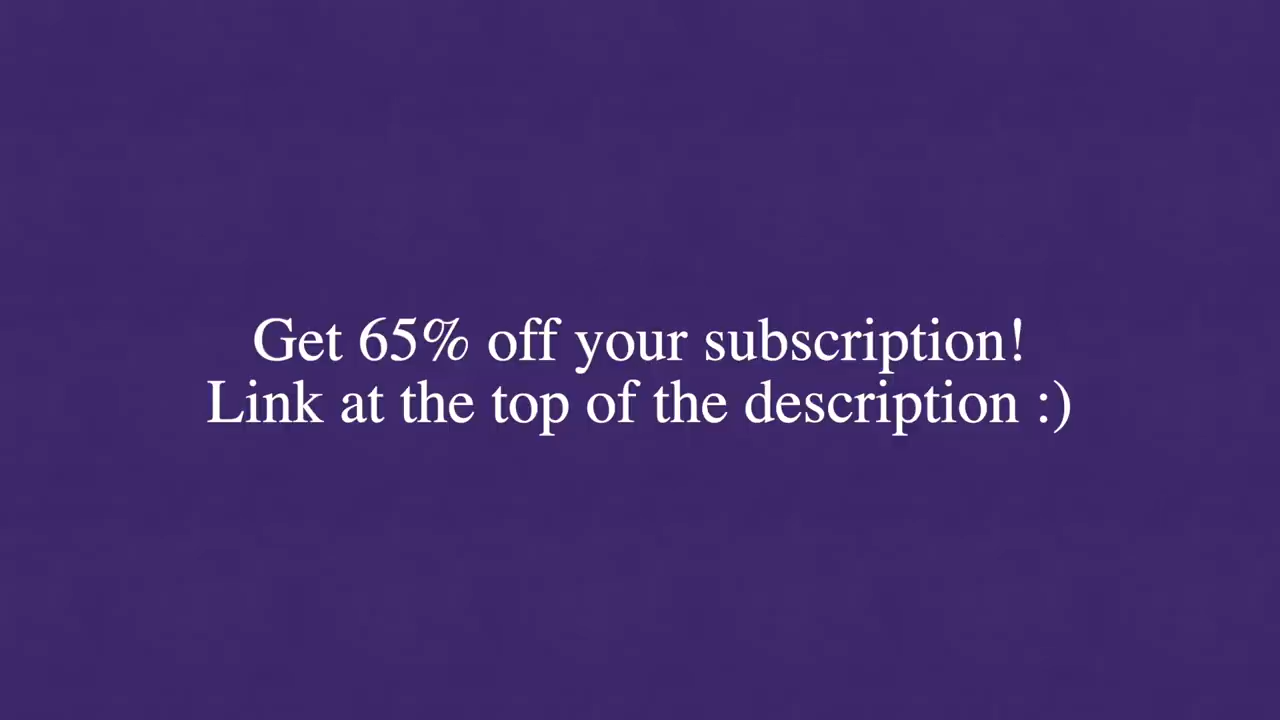 Get 65% off your subscription!
Link at the top of the description :)